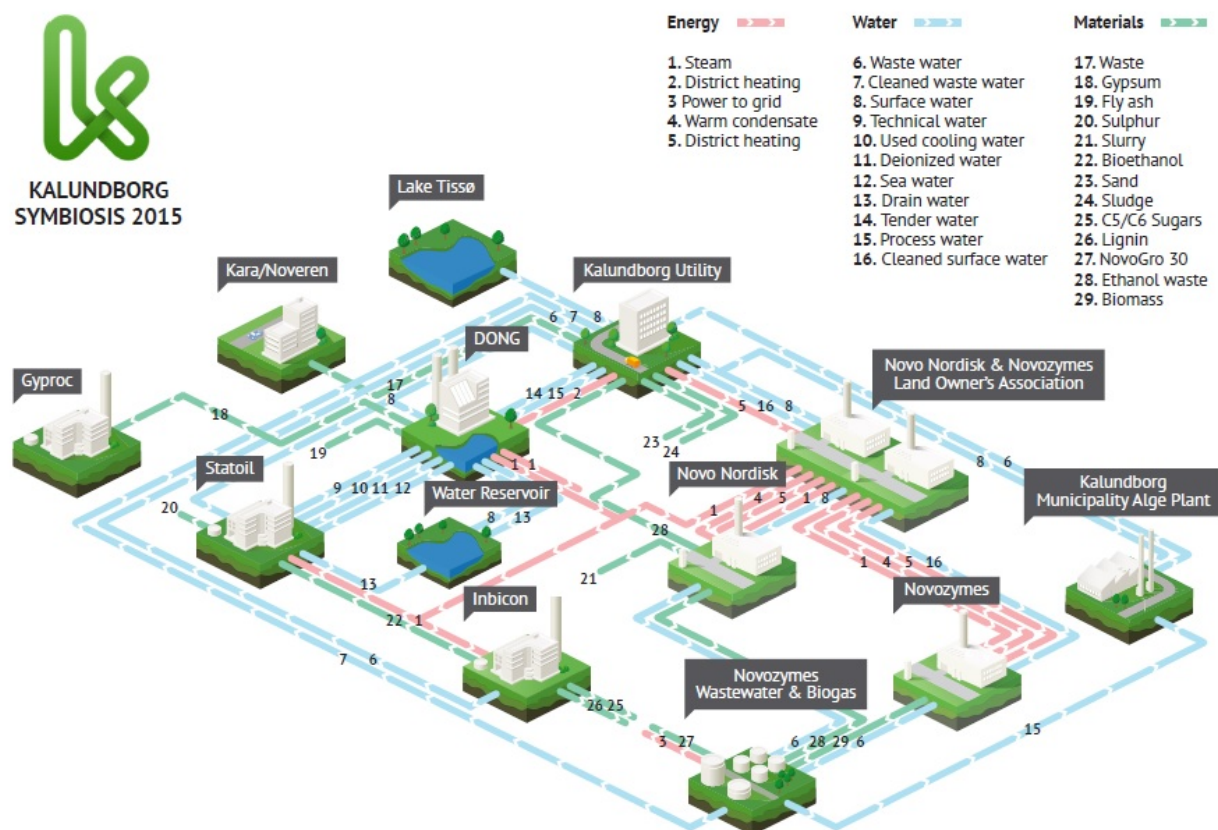 KALUNDBORG
SYMBIOSIS 2015
Energy
1. Steam
2. District heating
3 Power to grid
4. Warm condensate
5. District heating
Water
6. Waste water
7. Cleaned waste water
8. Surface water
9. Technical water
10. Used cooling water
11. Deionized water
12. Sea water
13. Drain water
14. Tender water
15. Process water
16. Cleaned surface water
Materials
17. Waste
18. Gypsum
19. Fly ash
20. Sulphur
21. Slurry
22. Bioethanol
23. Sand
24. Sludge
25. C5/C6 Sugars
26. Lignin
27. NovoGro 30
28. Ethanol waste
29. Biomass
Lake Tissø
Kara/Noveren
Kalundborg Utility
6 7 8
DONG
Gyproc
Novo Nordisk & Novozymes
Land Owner's Association
17
8
14 15 2
5 16 8
18
19
23
24
Statoil
1 1
Novo Nordisk
8 6
Kalundborg
Municipality Alge Plant
9 10 11 12
Water Reservoir
1 4 5 1 8
20
8 13
28
1 4 5 16
13
21
Inbicon
Novozymes
22 1
7 6
Novozymes
Wastewater & Biogas
26 25
3 27
6 28 29 6
15